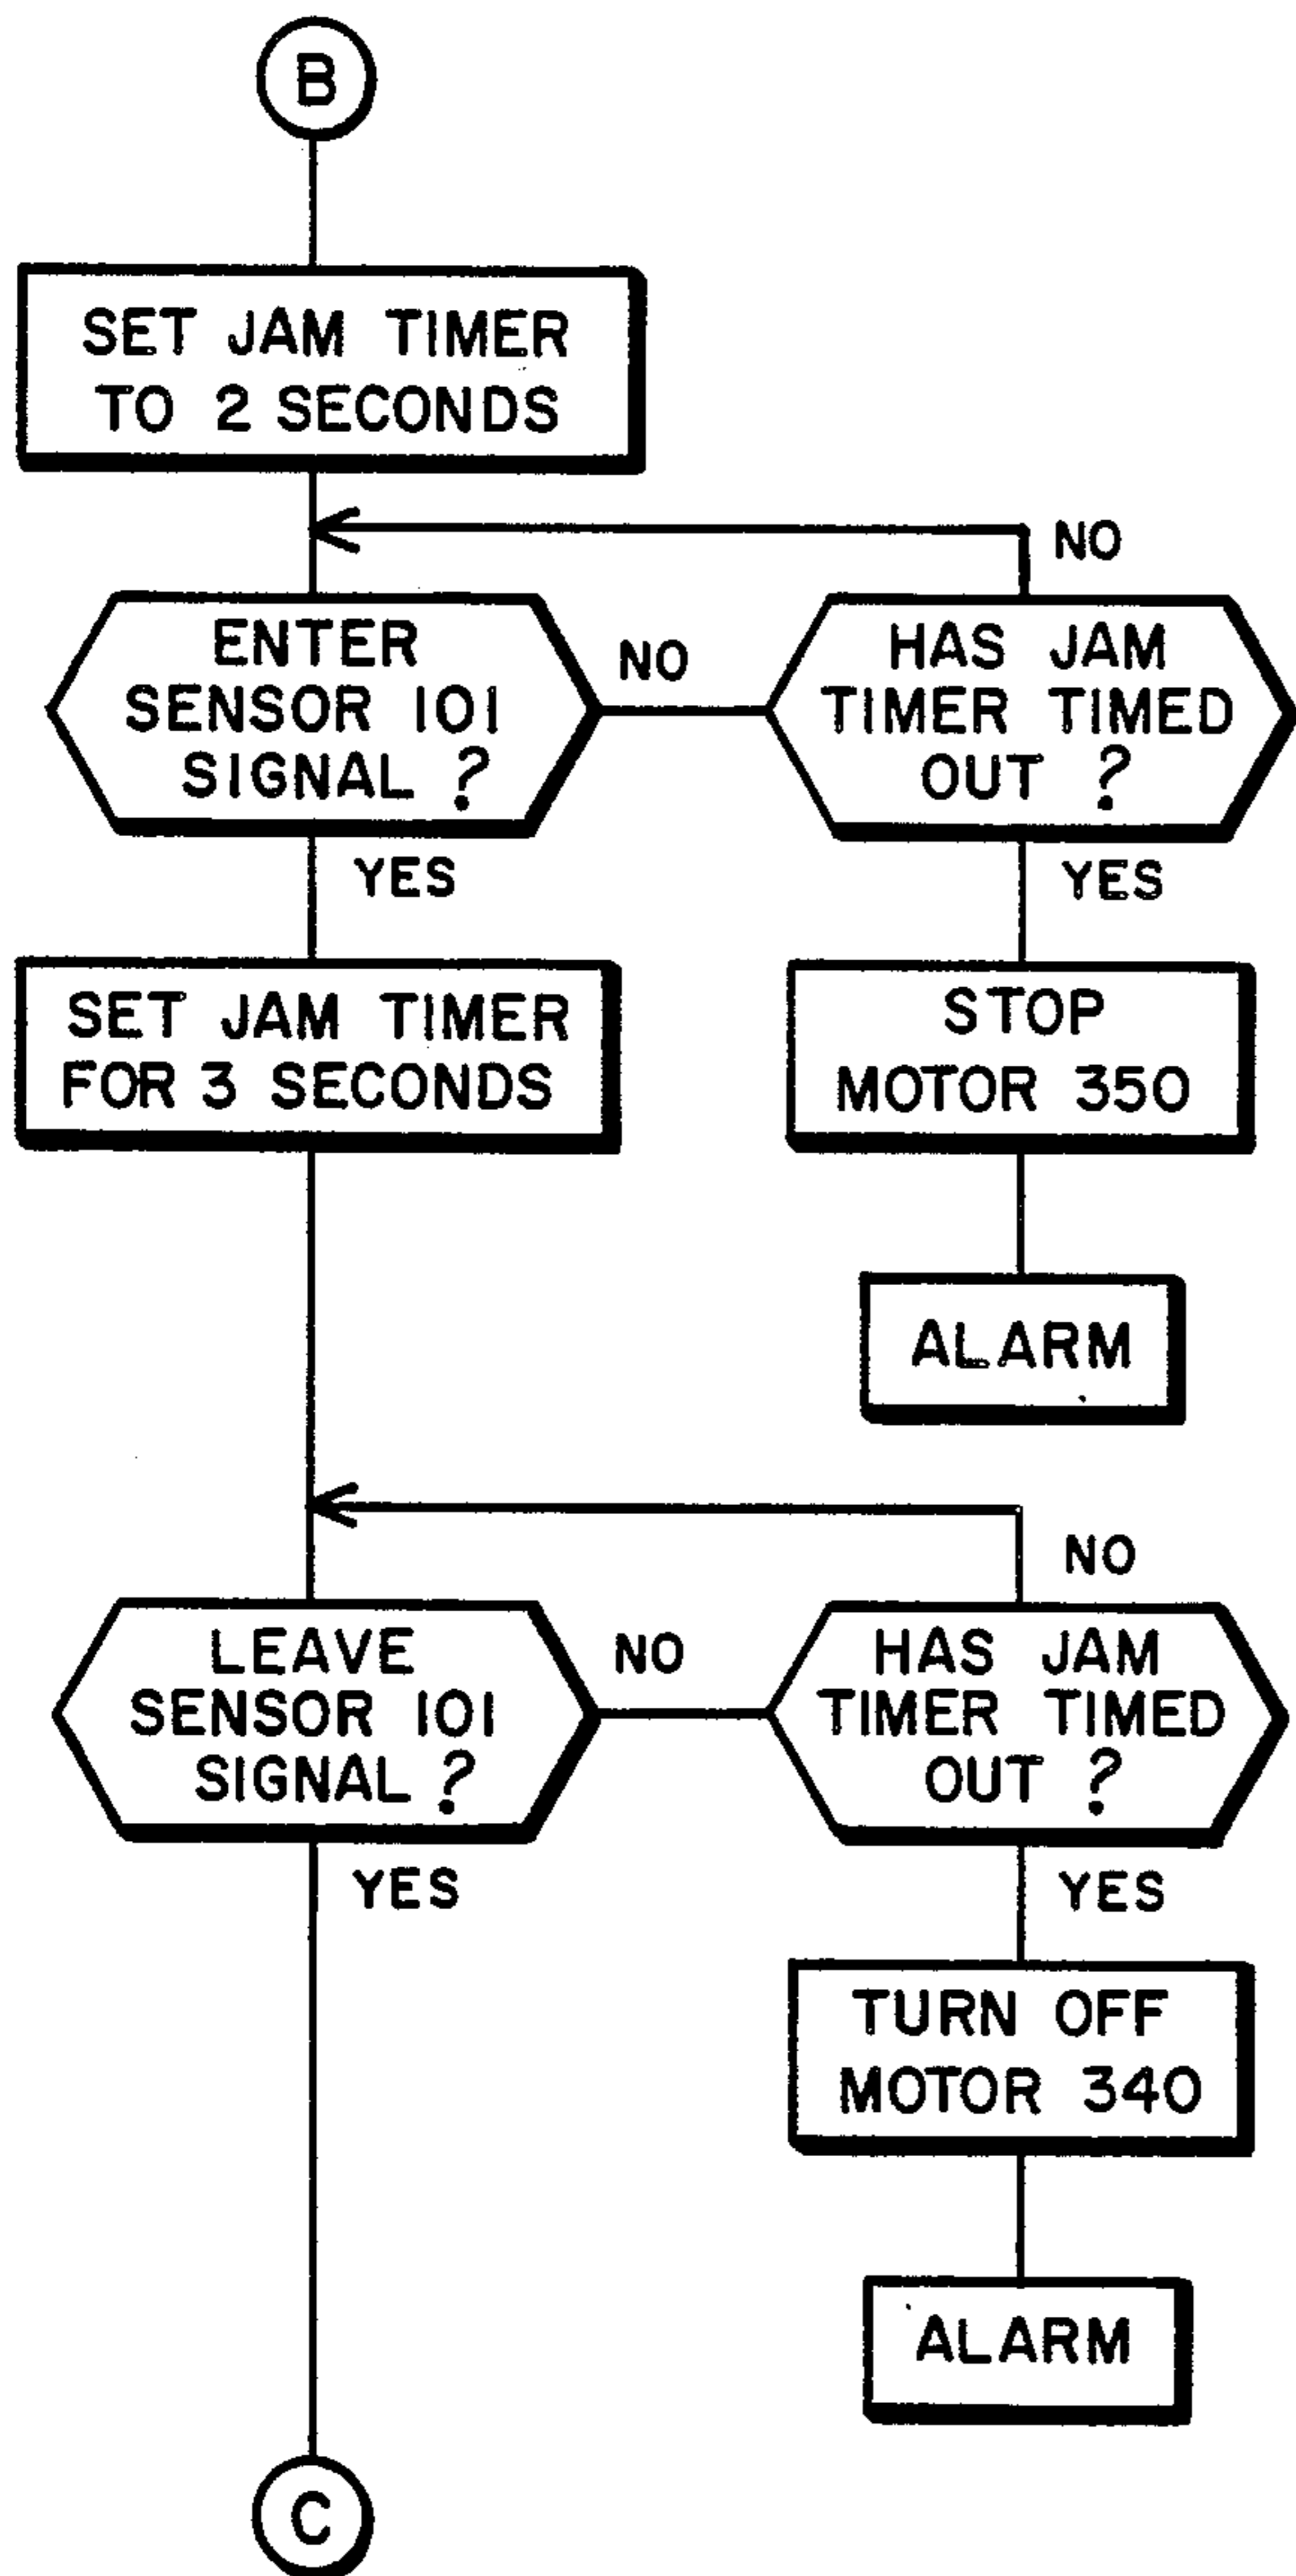 B
SET JAM TIMER
TO 2 SECONDS
NO
ENTER
SENSOR 101
SIGNAL ?
NO
HAS JAM
TIMER TIMED
OUT ?
YES
YES
SET JAM TIMER
FOR 3 SECONDS
STOP
MOTOR 350
ALARM
NO
LEAVE
SENSOR 101
SIGNAL ?
NO
HAS JAM
TIMER TIMED
OUT ?
YES
YES
TURN OFF
MOTOR 340
ALARM
C